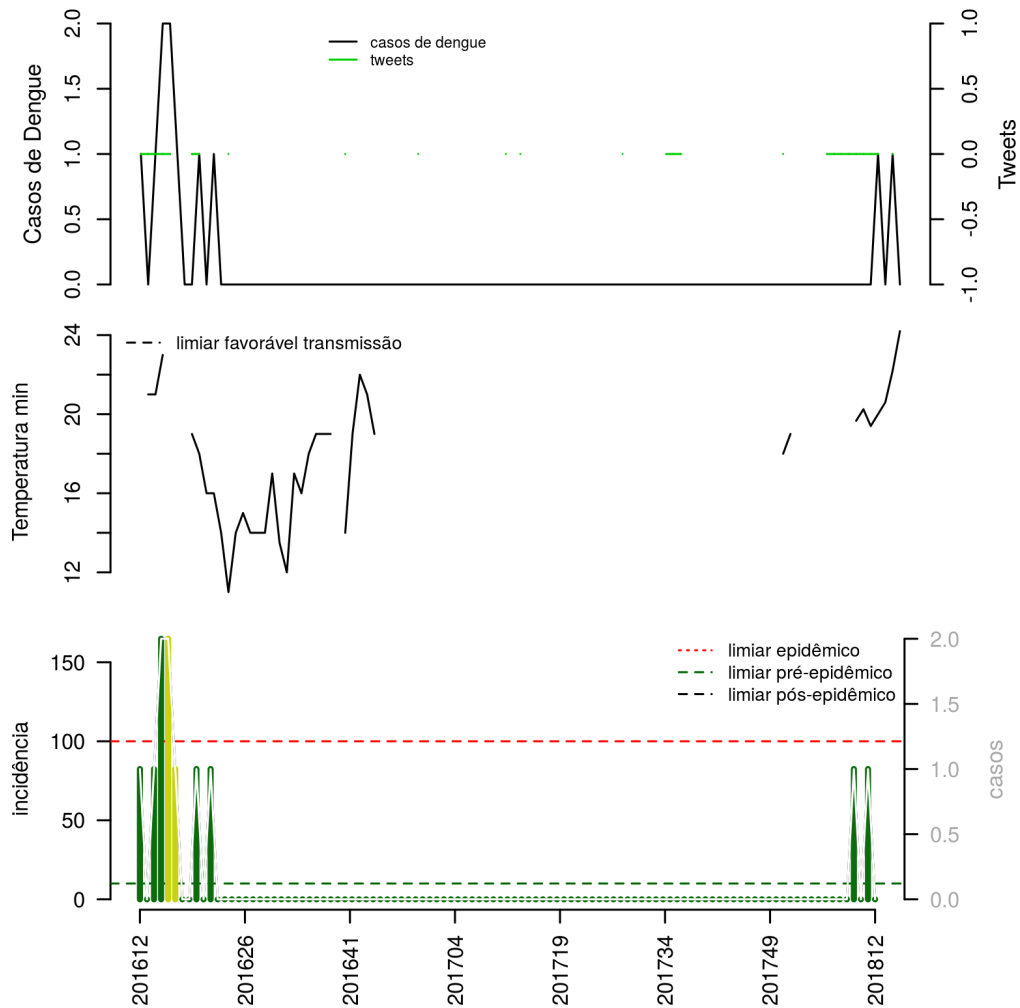 Casos de Dengue
2.0
1.5
1.0
0.5
0.0
casos de dengue
tweets
1.0
0.5
0.0
-0.5
-1.0
Tweets
Temperatura min
24
20
16
12
limiar favorável transmissão
incidência
150
100
50
0
limiar epidêmico
limiar pré-epidêmico
limiar pós-epidêmico
2.0
1.5
1.0
0.5
0.0
casos
201612
201626
201641
201704
201719
201734
201749
201812